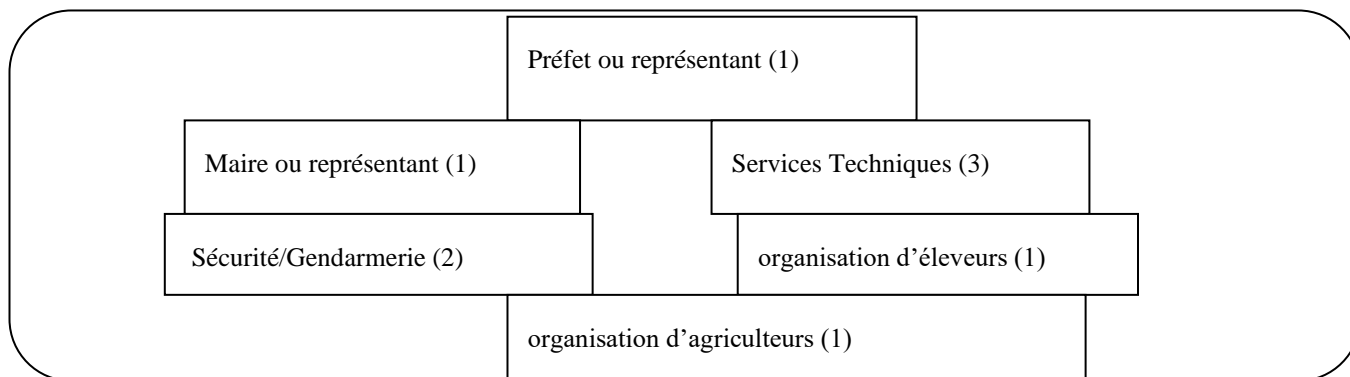 Préfet ou représentant (1)
Maire ou représentant (1)
Services Techniques (3)
Sécurité/Gendarmerie (2)
organisation d’éleveurs (1)
organisation d’agriculteurs (1)